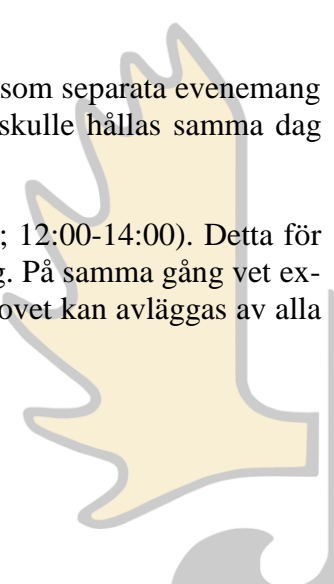 som separata evenemang
skulle hållas samma dag
; 12:00-14:00). Detta för
g. På samma gång vet ex-
ovet kan avläggas av alla